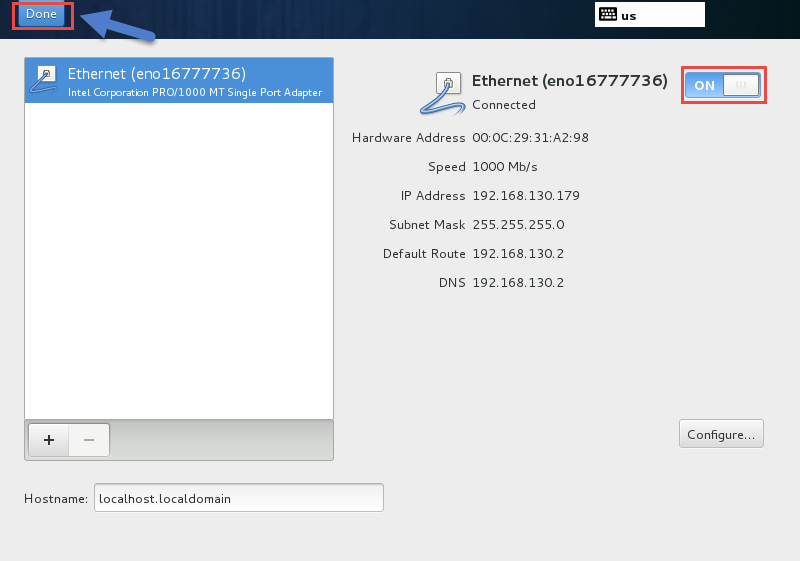 Done
us
Ethernet (eno16777736)
Intel Corporation PRO/1000 MT Single Port Adapter
Ethernet (eno16777736)
Connected
ON
Hardware Address 00:0C:29:31:A2:98
Speed 1000 Mb/s
IP Address 192.168.130.179
Subnet Mask 255.255.255.0
Default Route 192.168.130.2
DNS 192.168.130.2
+ −
Configure...
Hostname: localhost.localdomain